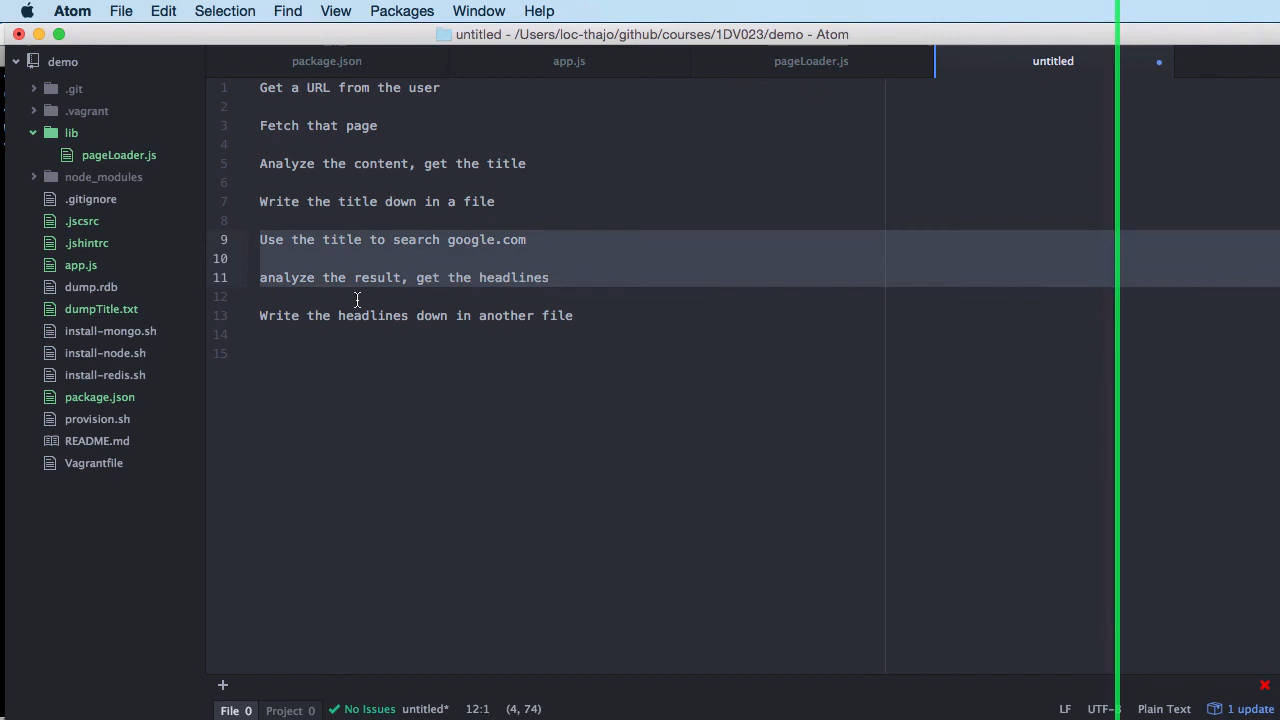 Atom File Edit Selection Find View Packages Window Help
untitled - /Users/loc-thajo/github/courses/1DV023/demo - Atom
demo
package.json
app.js
pageLoader.js
untitled
.git
.vagrant
lib
pageLoader.js
node_modules
.gitignore
.jscsrc
.jshintrc
app.js
dump.rdb
dumpTitle.txt
install-mongo.sh
install-node.sh
install-redis.sh
package.json
provision.sh
README.md
Vagrantfile
1 Get a URL from the user
2
3 Fetch that page
4
5 Analyze the content, get the title
6
7 Write the title down in a file
8
9 Use the title to search google.com
10
11 analyze the result, get the headlines
12
13 Write the headlines down in another file
14
15
+
File 0 Project 0 No Issues untitled* 12:1 (4, 74) LF UTF-8 Plain Text 1 update